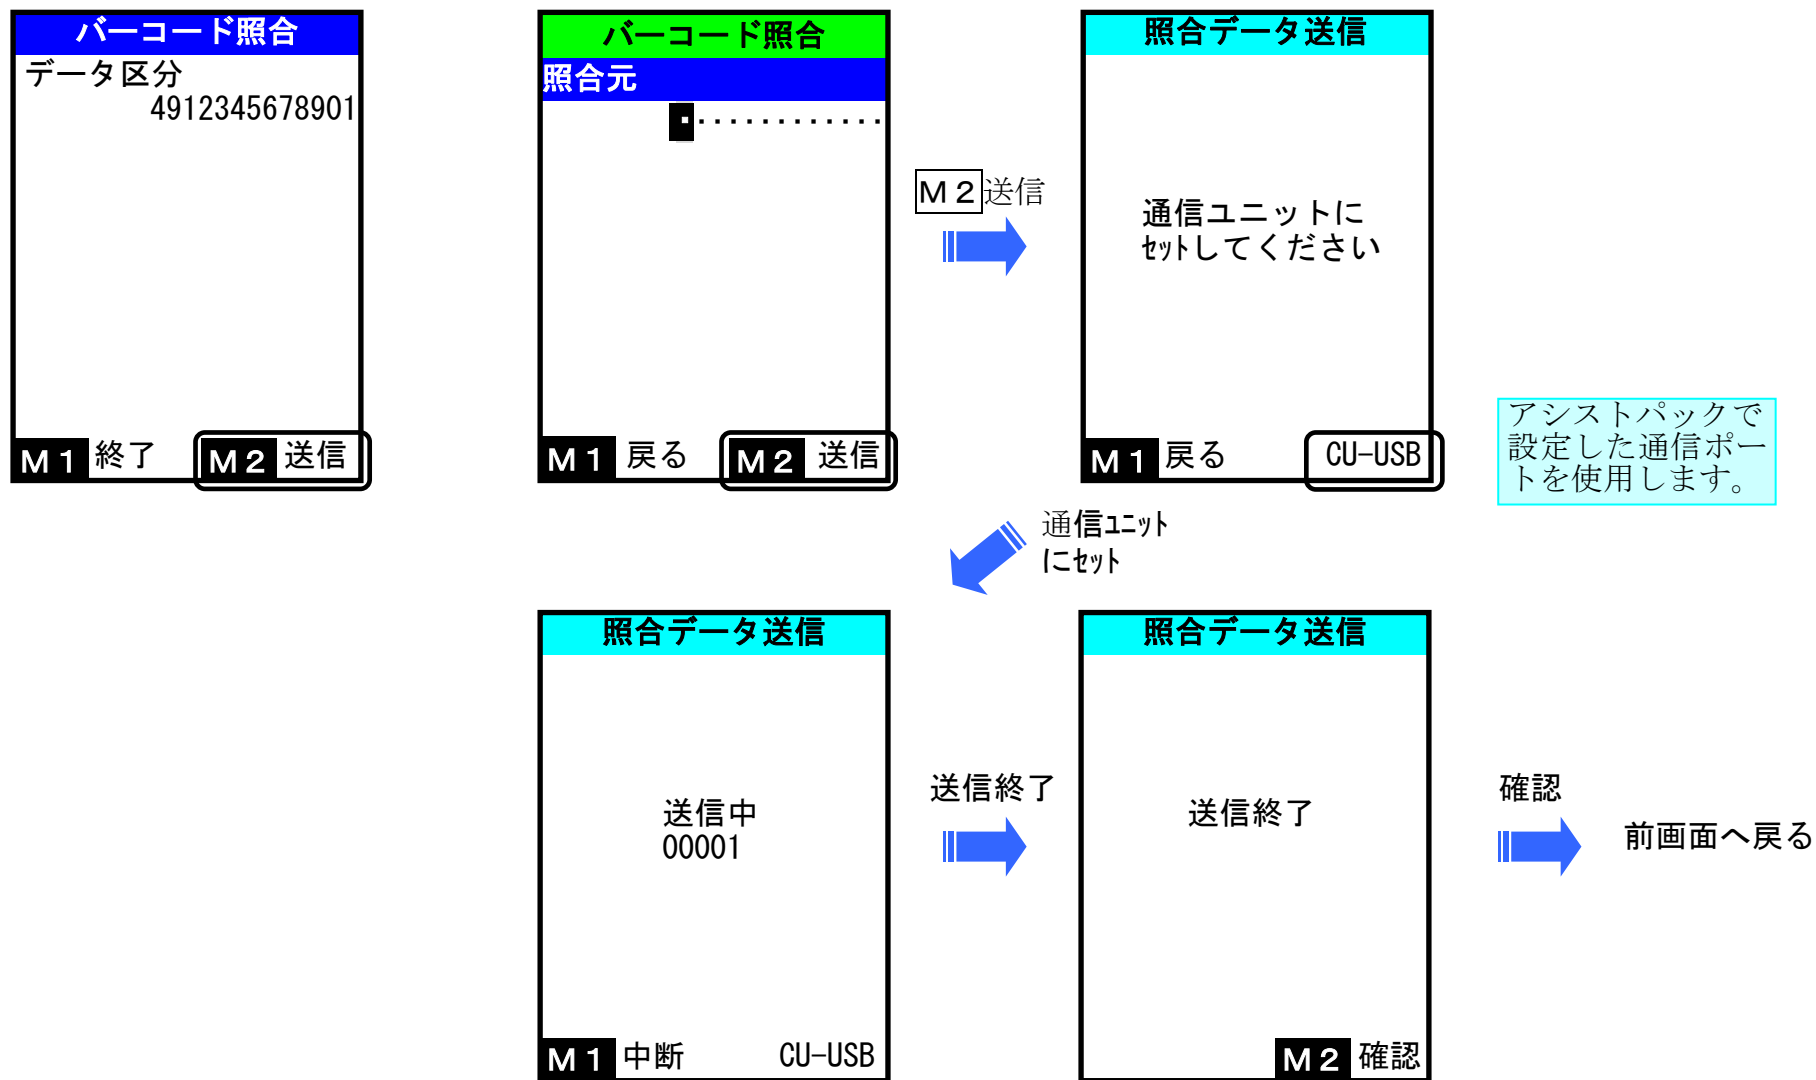 バーコード照合
データ区分
4912345678901
M1 終了 M2 送信
バーコード照合
照合元
............
M1 戻る M2 送信
M2 送信
照合データ送信
通信ユニットに
ｾｯﾄしてください
M1 戻る CU-USB
アシストパックで
設定した通信ポー
トを使用します。
通信ﾕﾆｯﾄ
にｾｯﾄ
照合データ送信
送信中
00001
M1 中断 CU-USB
送信終了
照合データ送信
送信終了
M2 確認
確認
前画面へ戻る